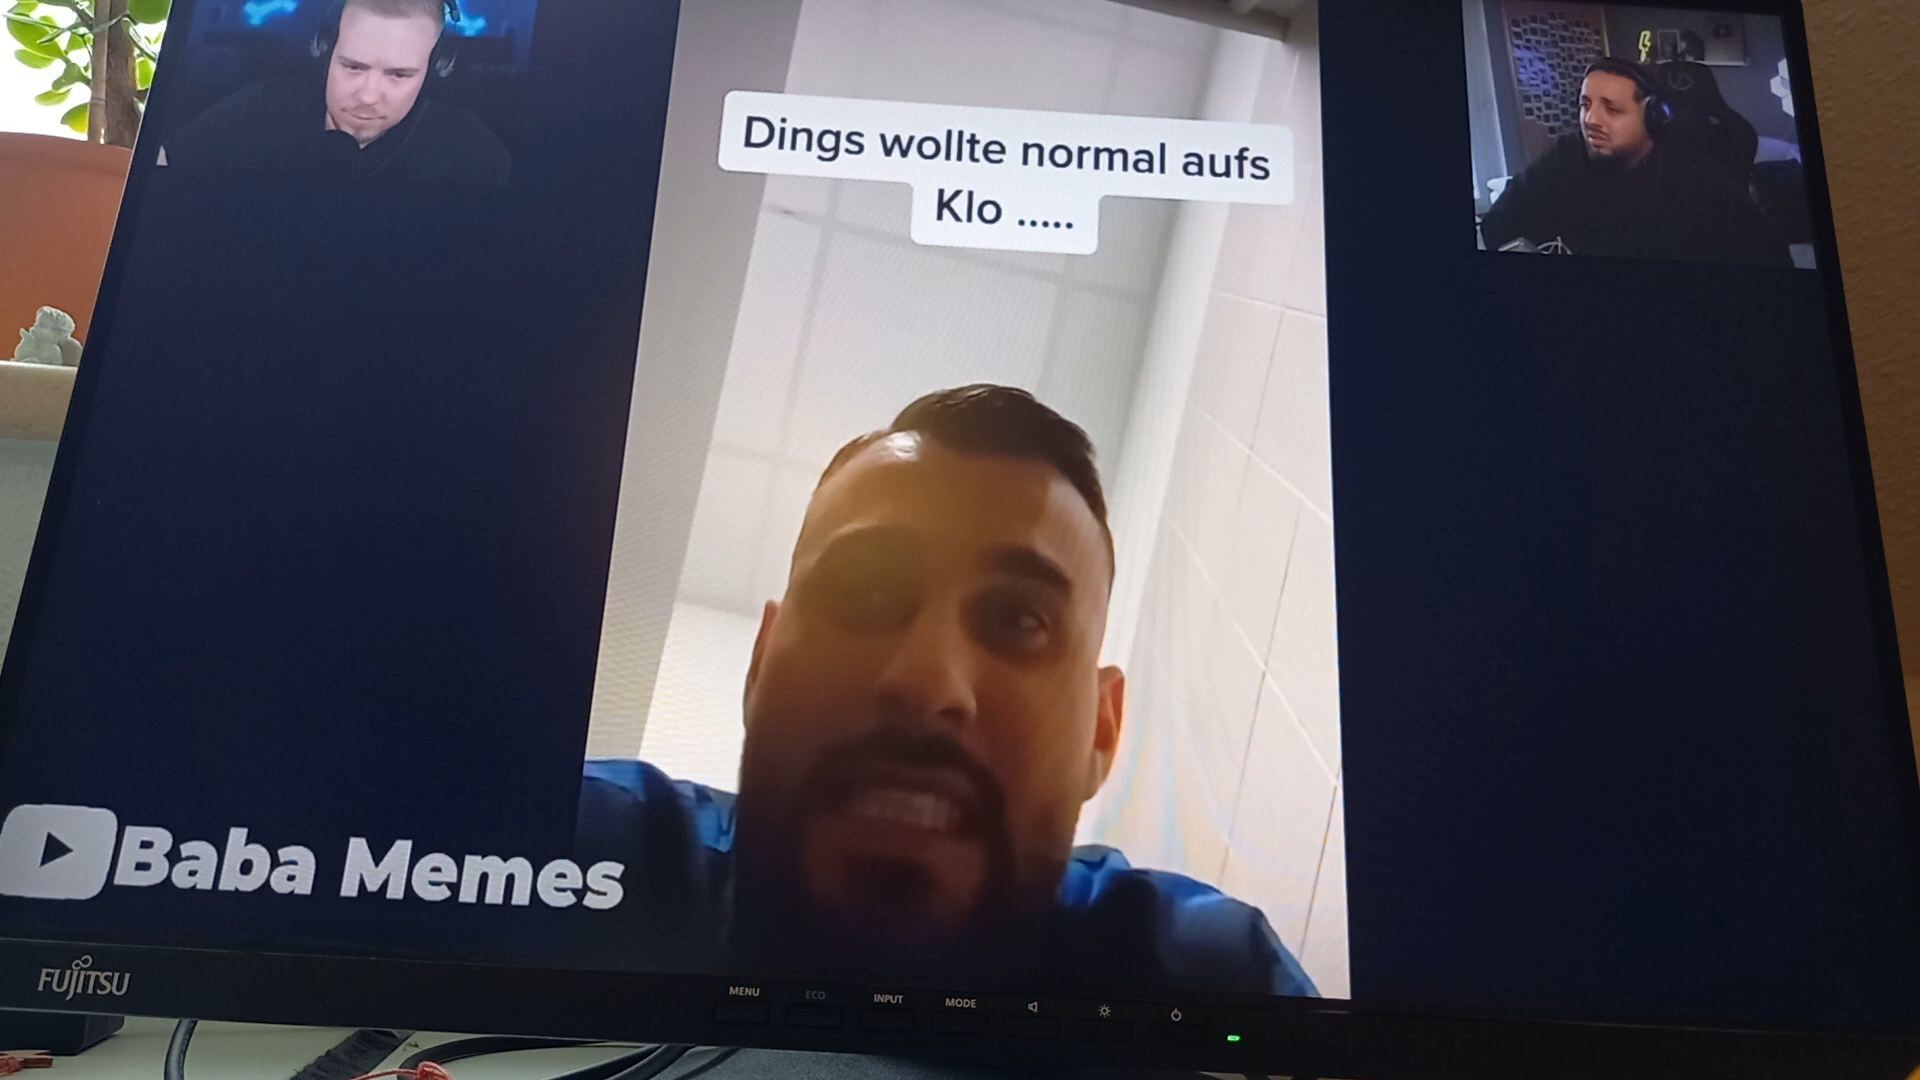 Dings wollte normal aufs
Klo .....
Baba Memes
FUJITSU
MENU ECO INPUT MODE